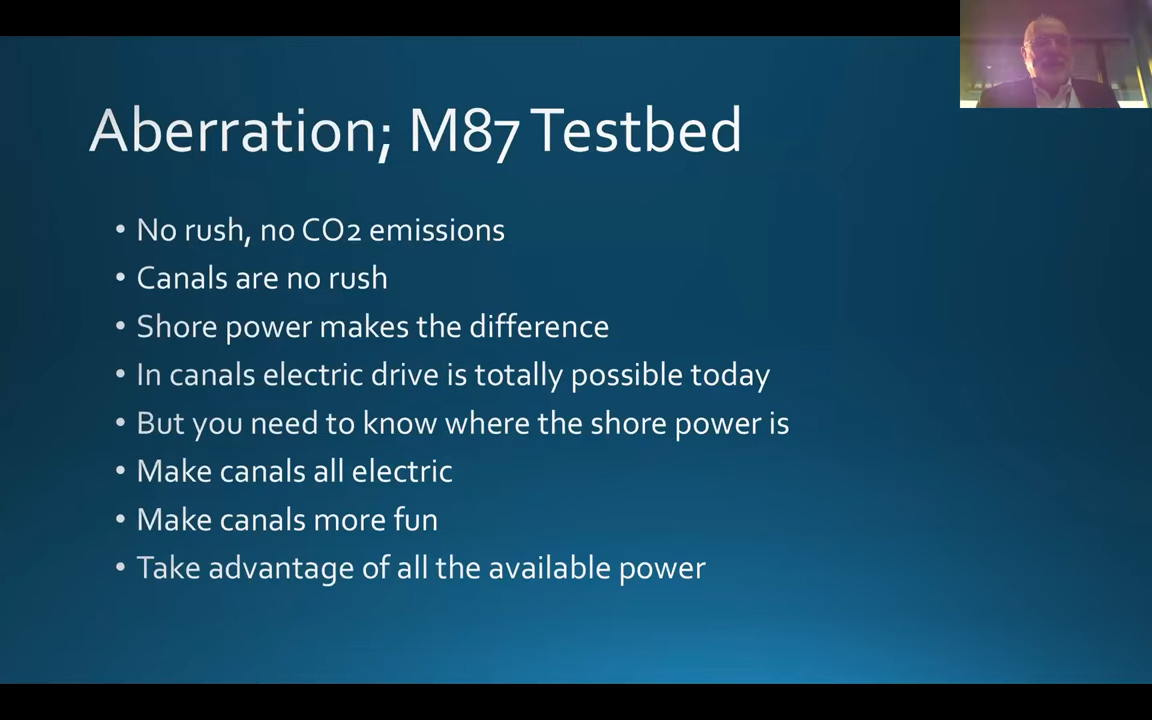 Aberration; M87 Testbed
• No rush, no CO2 emissions
• Canals are no rush
• Shore power makes the difference
• In canals electric drive is totally possible today
• But you need to know where the shore power is
• Make canals all electric
• Make canals more fun
• Take advantage of all the available power